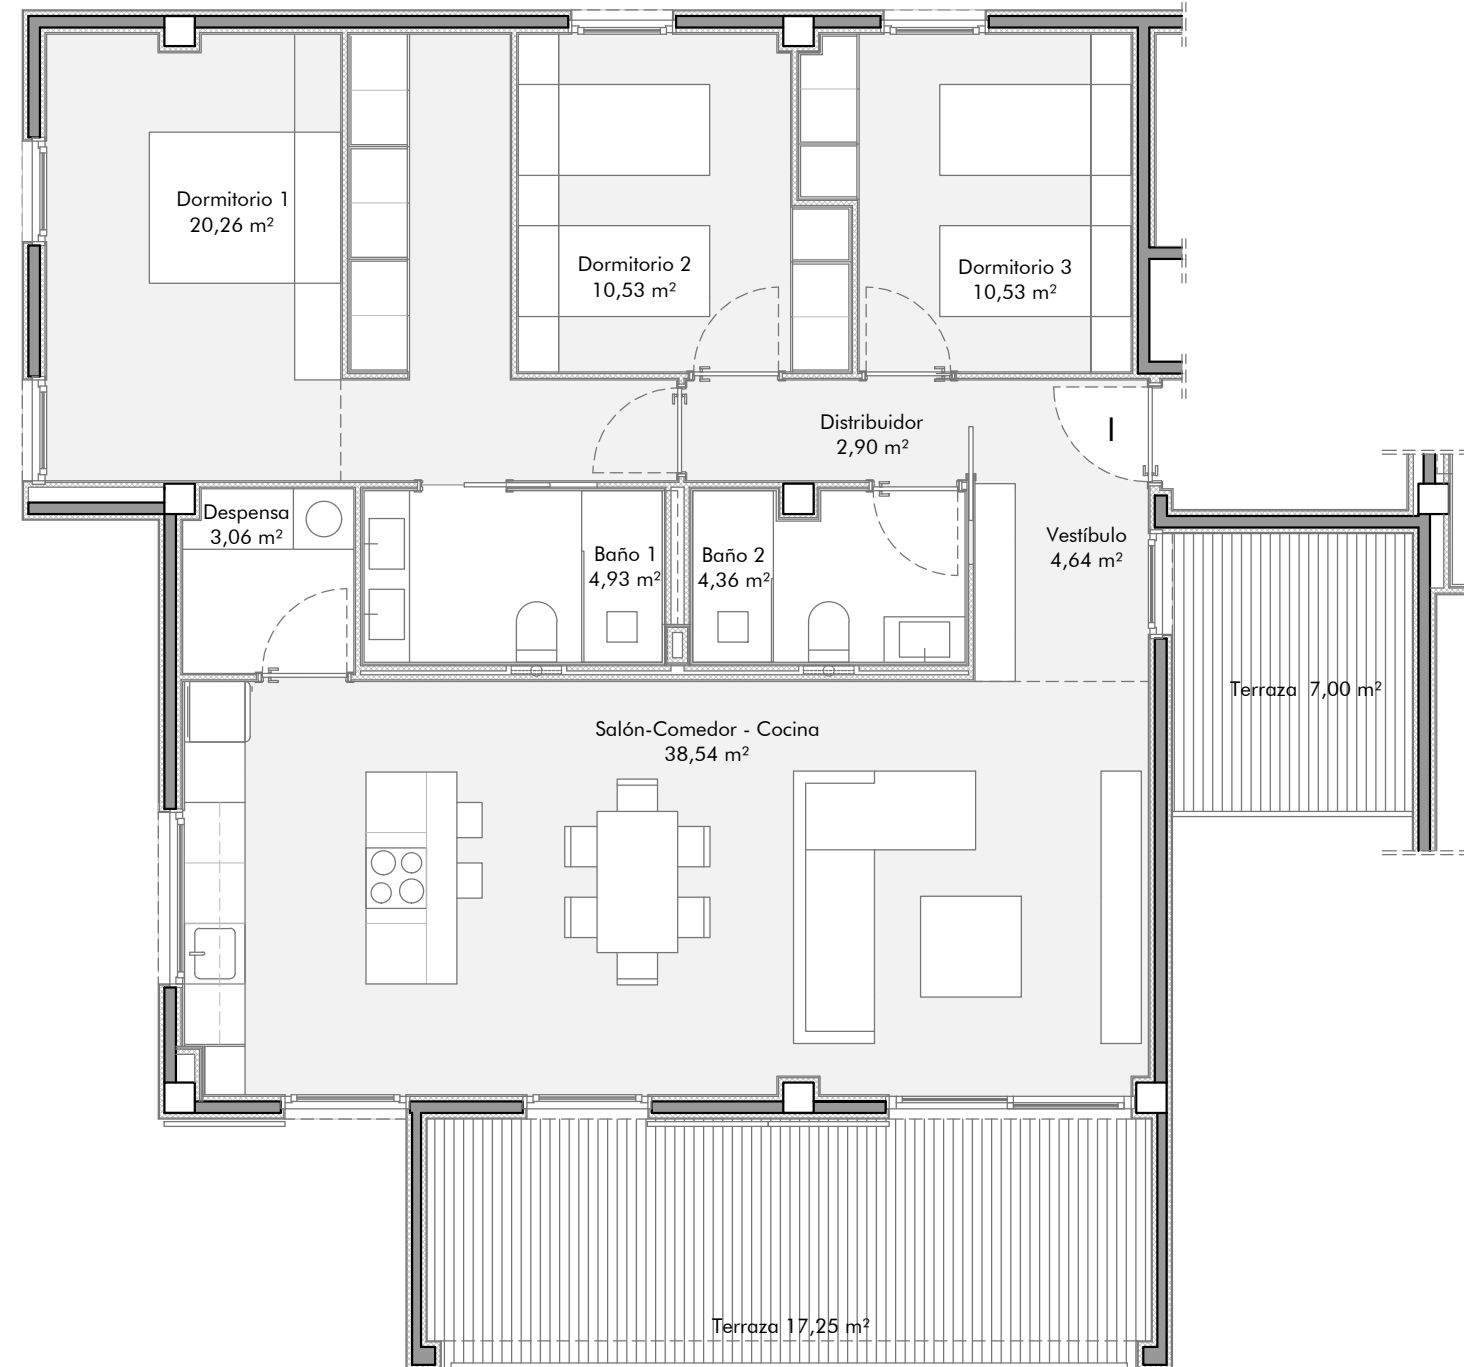 Dormitorio 1
20,26 m²
Dormitorio 2
10,53 m²
Dormitorio 3
10,53 m²
Distribuidor
2,90 m²
I
Despensa
3,06 m²
Baño 1
4,93 m²
Baño 2
4,36 m²
Vestíbulo
4,64 m²
Terraza 7,00 m²
Salón-Comedor - Cocina
38,54 m²
Terraza 17,25 m²